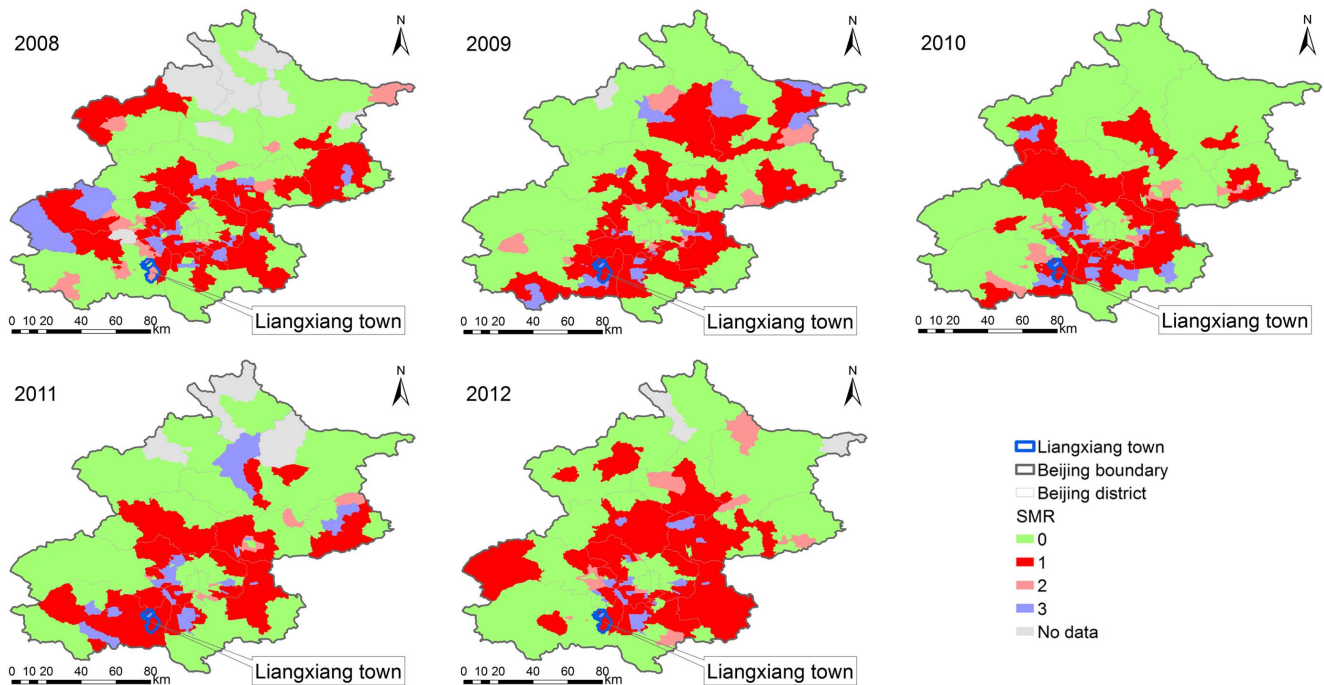 2008
N
Liangxiang town
0 10 20 40 60 80
km
2009
N
Liangxiang town
0 10 20 40 60 80
km
2010
N
Liangxiang town
0 10 20 40 60 80
km
2011
N
Liangxiang town
0 10 20 40 60 80
km
2012
N
Liangxiang town
0 10 20 40 60 80
km
Liangxiang town
Beijing boundary
Beijing district
SMR
0
1
2
3
No data